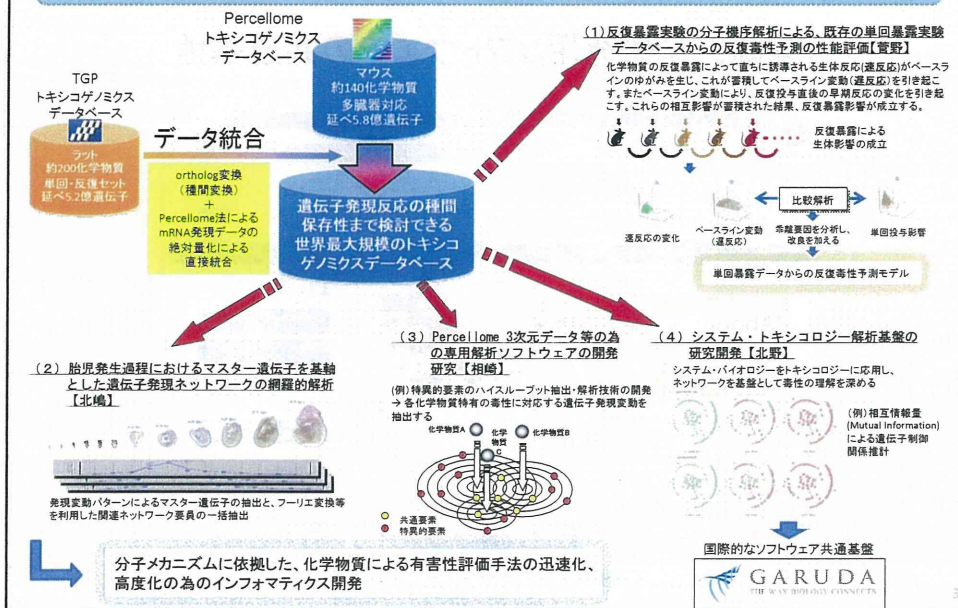 Percellome
トキシコゲノミクス
データベース
マウス
約140化学物質
多臓器対応
延べ5.8億遺伝子
TGP
トキシコゲノミクス
データベース
ラット
約200化学物質
単回・反復セット
延べ5.2億遺伝子
データ統合
ortholog変換
(種間変換)
+
Percellome法による
mRNA発現データの
絶対量化による
直接統合
遺伝子発現反応の種間
保存性まで検討できる
世界最大規模のトキシコ
ゲノミクスデータベース
(1)反復暴露実験の分子機序解析による、既存の単回暴露実験
データベースからの反復毒性予測の性能評価【菅野】
化学物質の反復暴露によって直ちに誘導される生体反応(速反応)がベースラ
インのゆがみを生じ、これが蓄積してベースライン変動(遅反応)を引き起こ
す。またベースライン変動により、反復投与直後の早期反応の変化を引き起
こす。これらの相互影響が蓄積された結果、反復暴露影響が成立する。
反復暴露による
生体影響の成立
比較解析
速反応の変化
ベースライン変動
(遅反応)
乖離要因を分析し、
改良を加える
単回投与影響
単回暴露データからの反復毒性予測モデル
(2) 胎児発生過程におけるマスター遺伝子を基軸
とした遺伝子発現ネットワークの網羅的解析
【北嶋】
発現変動パターンによるマスター遺伝子の抽出と、フーリエ変換等
を利用した関連ネットワーク要員の一括抽出
(3) Percellome 3次元データ等の為
の専用解析ソフトウェアの開発
研究【相﨑】
(例)特異的要素のハイスループット抽出・解析技術の開発
→ 各化学物質特有の毒性に対応する遺伝子発現変動を
抽出する
化学物質A
化学
物質
C
化学物質B
共通要素
特異的要素
(4) システム・トキシコロジー解析基盤の
研究開発【北野】
システム・バイオロジーをトキシコロジーに応用し、
ネットワークを基盤として毒性の理解を深める
(例)相互情報量
(Mutual Information)
による遺伝子制御
関係推計
国際的なソフトウェア共通基盤
GARUDA
THE WAY BIOLOGY CONNECTS
分子メカニズムに依拠した、化学物質による有害性評価手法の迅速化、
高度化の為のインフォマティクス開発
3